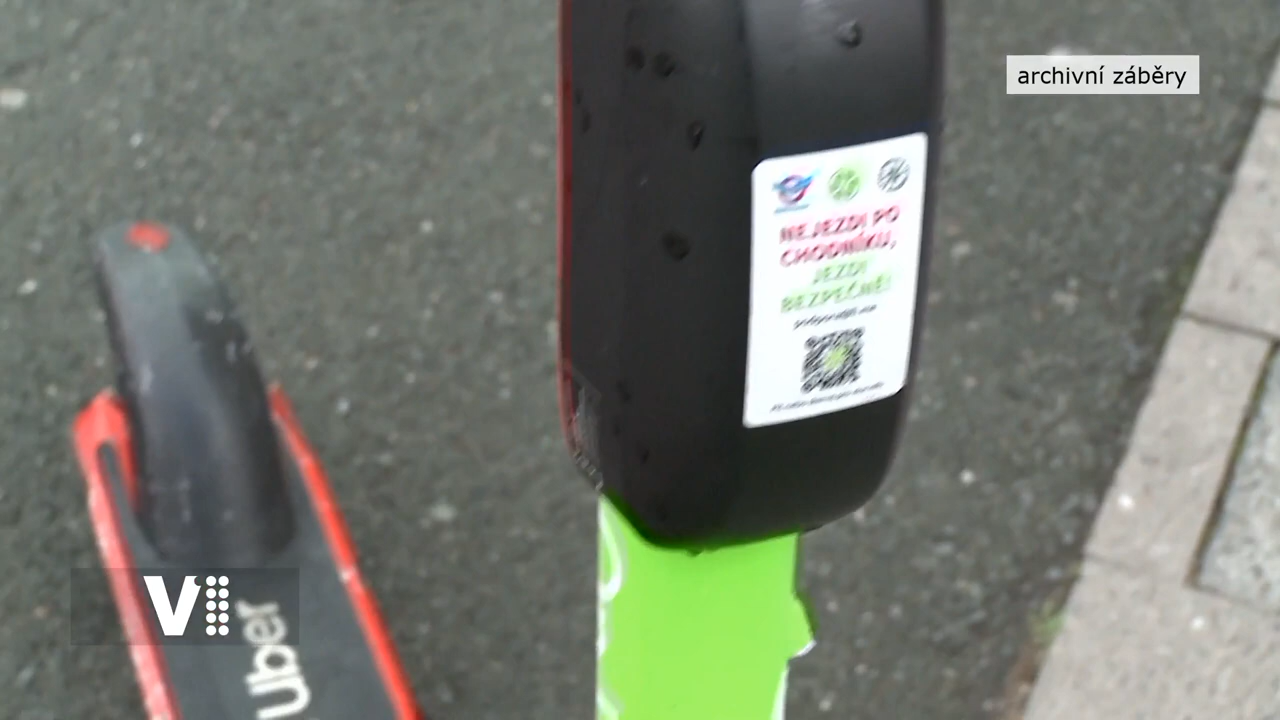 archivní záběry
NEJEZDI PO
CHODNÍKU,
JEZDI
BEZPEČNĚ!
Uber